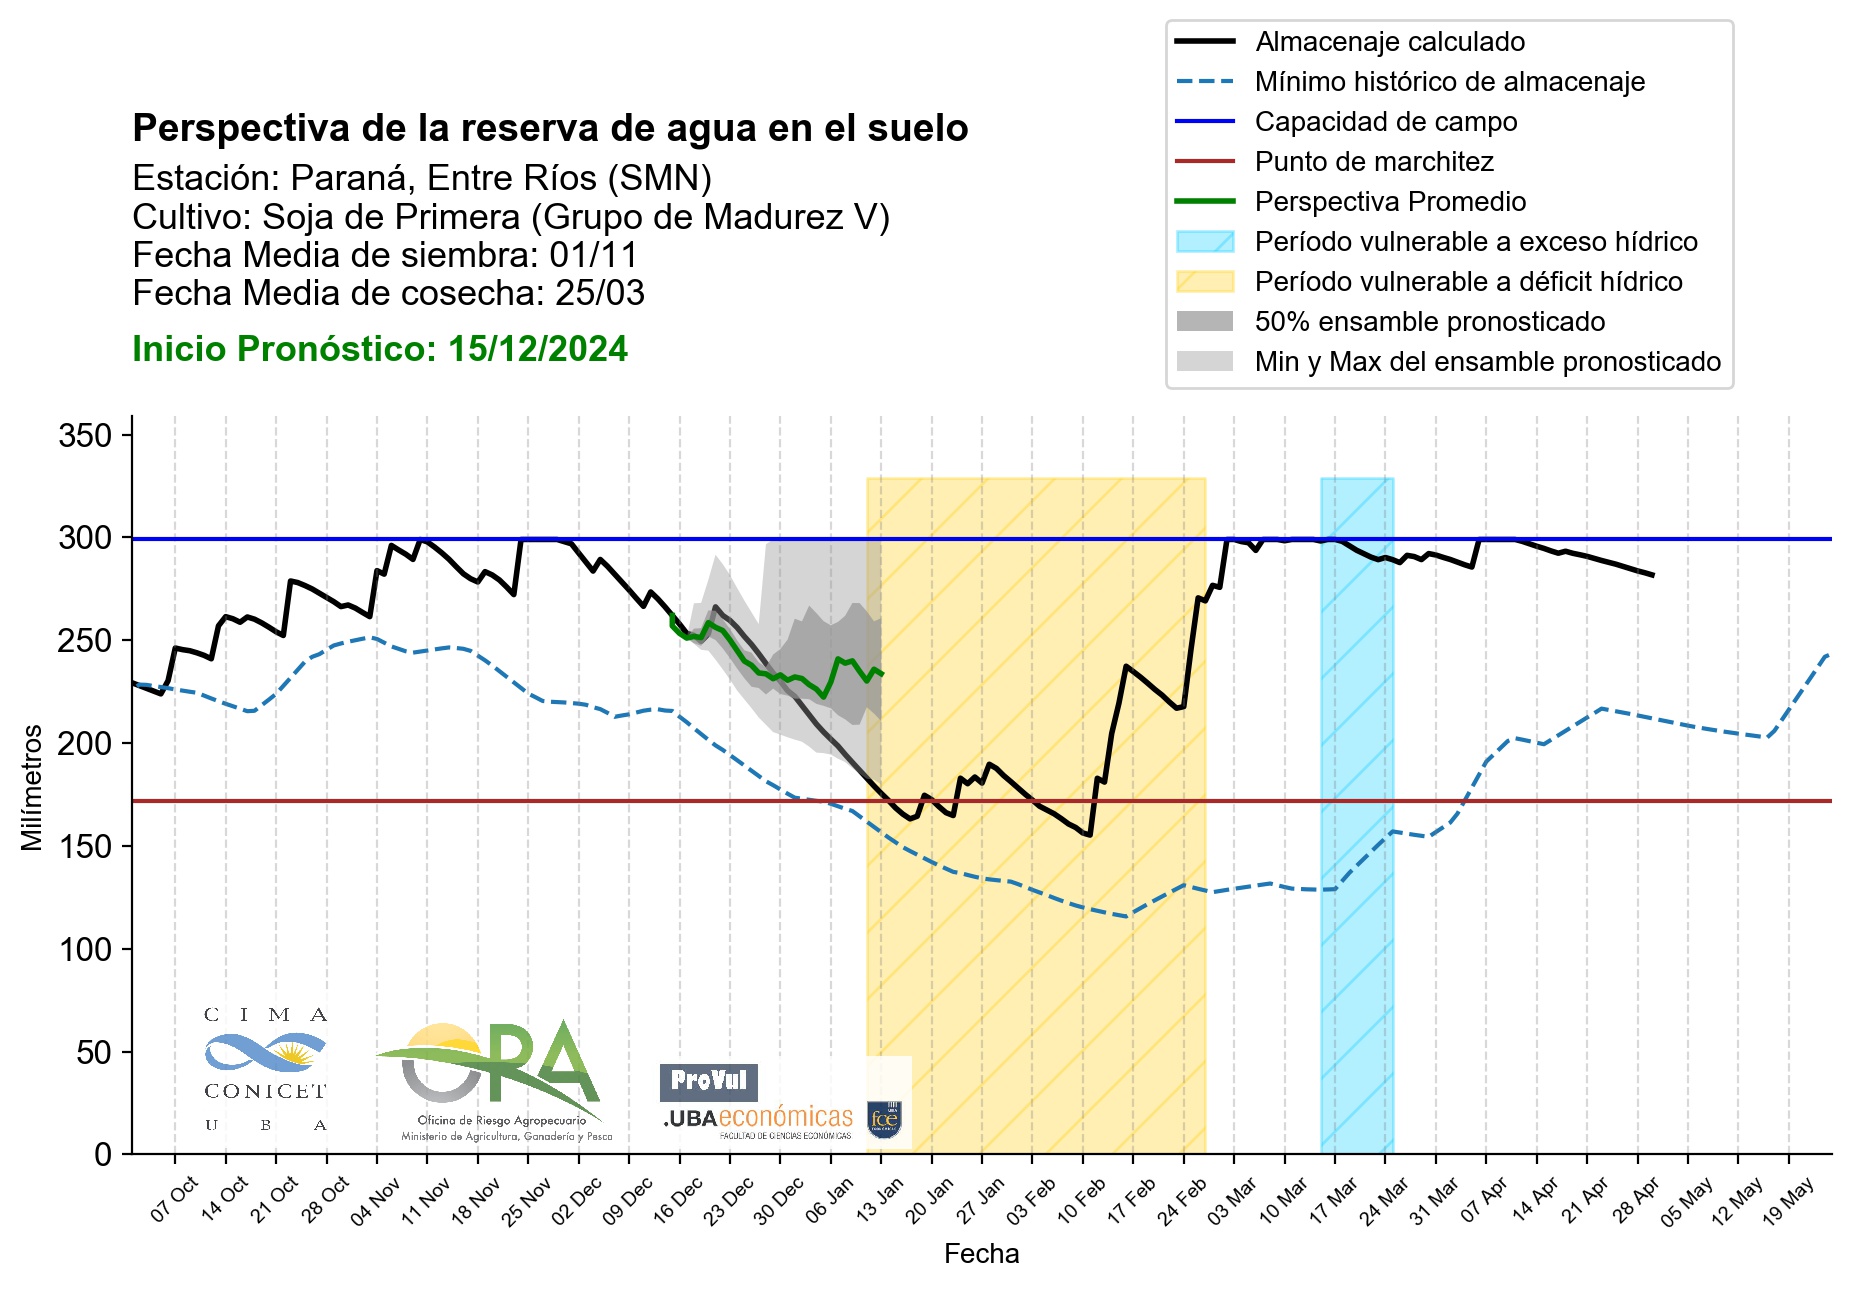 Almacenaje calculado
Mínimo histórico de almacenaje
Capacidad de campo
Punto de marchitez
Perspectiva Promedio
Período vulnerable a exceso hídrico
Período vulnerable a déficit hídrico
50% ensamble pronosticado
Min y Max del ensamble pronosticado
Perspectiva de la reserva de agua en el suelo
Estación: Paraná, Entre Ríos (SMN)
Cultivo: Soja de Primera (Grupo de Madurez V)
Fecha Media de siembra: 01/11
Fecha Media de cosecha: 25/03
Inicio Pronóstico: 15/12/2024
350
300
250
200
150
100
50
0
Milímetros
CIMA
CONICET
UBA
ORA
Oficina de Riesgo Agropecuario
Ministerio de Agricultura, Ganadería y Pesca
ProVul
.UBAeconómicas
FACULTAD DE CIENCIAS ECONÓMICAS
UBA
fce
07 Oct
14 Oct
21 Oct
28 Oct
04 Nov
11 Nov
18 Nov
25 Nov
02 Dec
09 Dec
16 Dec
23 Dec
30 Dec
06 Jan
13 Jan
20 Jan
27 Jan
03 Feb
10 Feb
17 Feb
24 Feb
03 Mar
10 Mar
17 Mar
24 Mar
31 Mar
07 Apr
14 Apr
21 Apr
28 Apr
05 May
12 May
19 May
Fecha